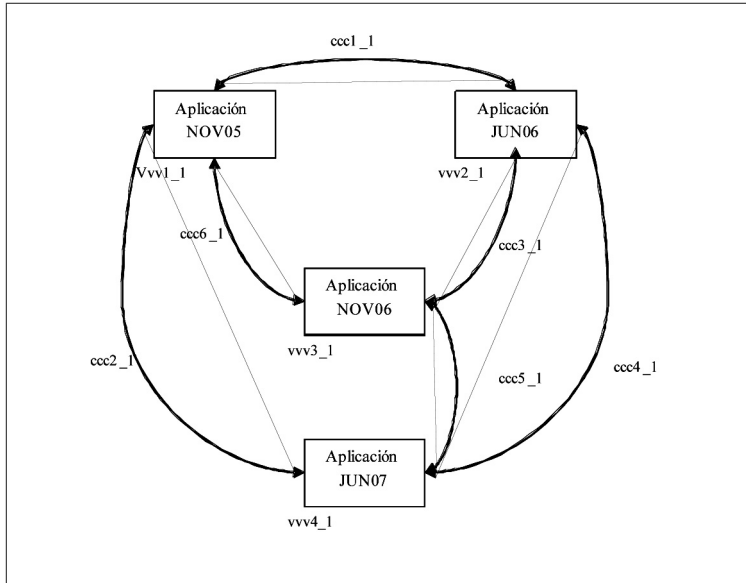 ccc1_1
Aplicación
NOV05
Aplicación
JUN06
Vvv1_1
vvv2_1
ccc6_1
ccc3_1
Aplicación
NOV06
vvv3_1
ccc2_1
ccc5_1
ccc4_1
Aplicación
JUN07
vvv4_1